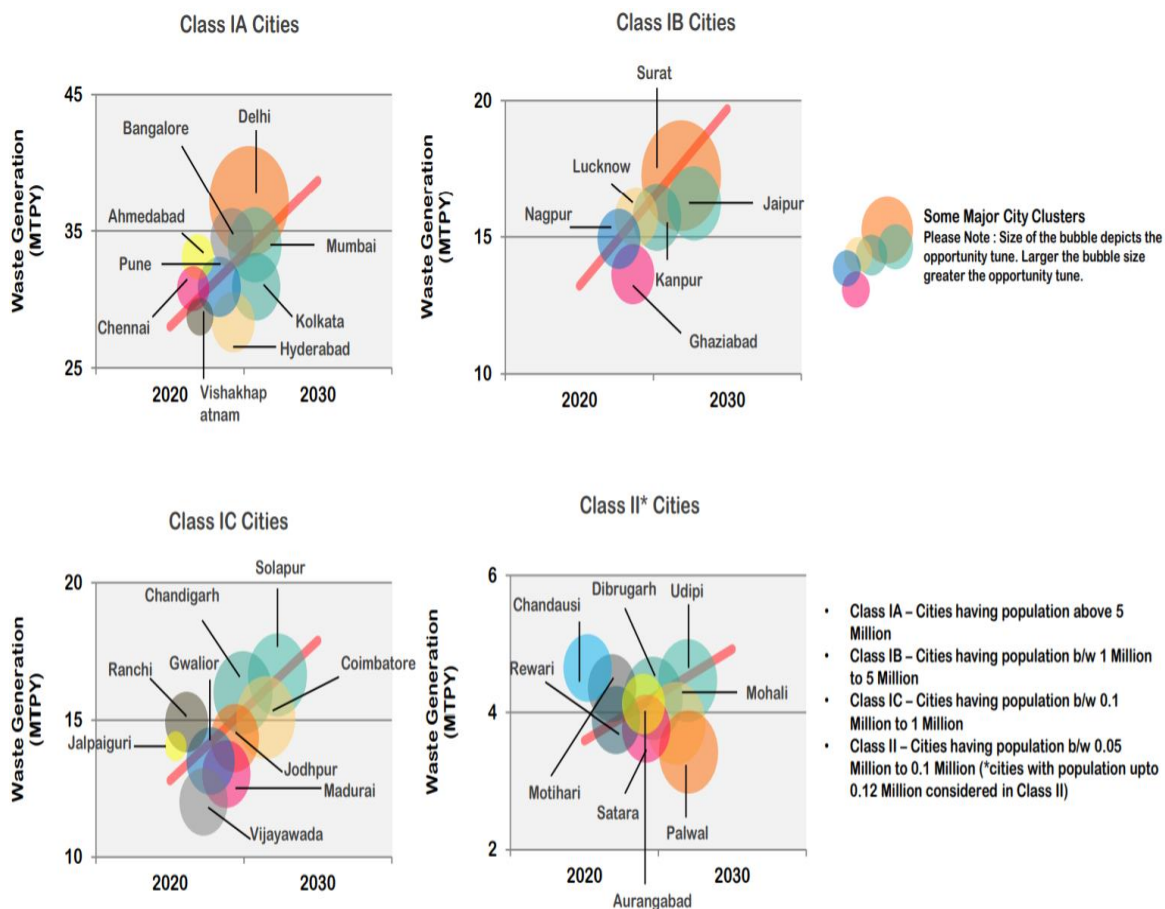 Class IA Cities
Waste Generation
(MTPY)
45
35
25
2020
2030
Bangalore
Delhi
Ahmedabad
Pune
Mumbai
Chennai
Kolkata
Hyderabad
Vishakhap
atnam
Class IB Cities
Waste Generation
(MTPY)
20
15
10
2020
2030
Surat
Lucknow
Nagpur
Jaipur
Kanpur
Ghaziabad
Some Major City Clusters
Please Note : Size of the bubble depicts the
opportunity tune. Larger the bubble size
greater the opportunity tune.
Class IC Cities
Waste Generation
(MTPY)
20
15
10
2020
2030
Solapur
Chandigarh
Ranchi
Gwalior
Coimbatore
Jalpaiguri
Jodhpur
Madurai
Vijayawada
Class II* Cities
Waste Generation
(MTPY)
6
4
2
2020
2030
Dibrugarh
Udipi
Chandausi
Rewari
Mohali
Motihari
Satara
Palwal
Aurangabad
• Class IA – Cities having population above 5
Million
• Class IB – Cities having population b/w 1 Million
to 5 Million
• Class IC – Cities having population b/w 0.1
Million to 1 Million
• Class II – Cities having population b/w 0.05
Million to 0.1 Million (*cities with population upto
0.12 Million considered in Class II)